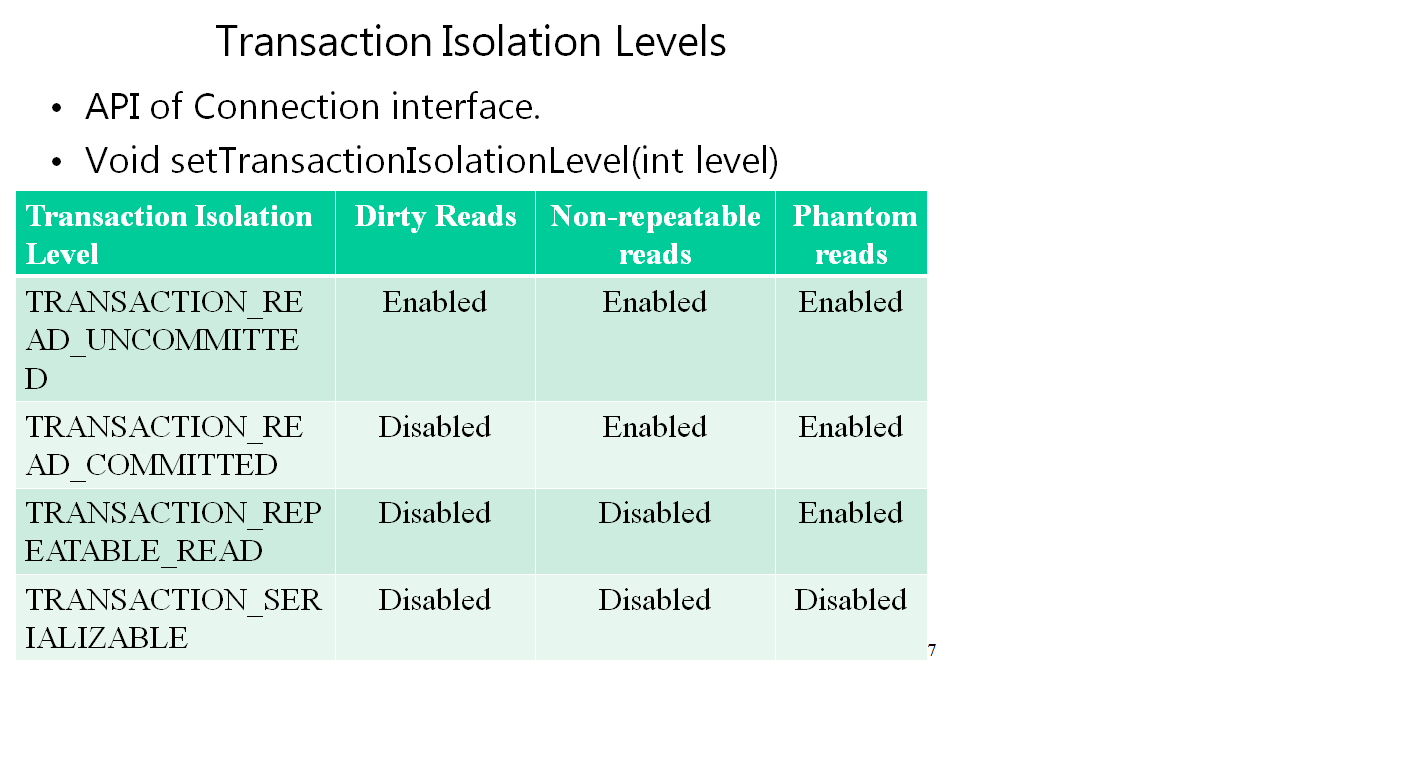 Transaction Isolation Levels
• API of Connection interface.
• Void setTransactionIsolationLevel(int level)
Transaction Isolation Level Dirty Reads Non-repeatable reads Phantom reads
TRANSACTION_READ_UNCOMMITTED Enabled Enabled Enabled
TRANSACTION_READ_COMMITTED Disabled Enabled Enabled
TRANSACTION_REPEATABLE_READ Disabled Disabled Enabled
TRANSACTION_SERIALIZABLE Disabled Disabled Disabled
7